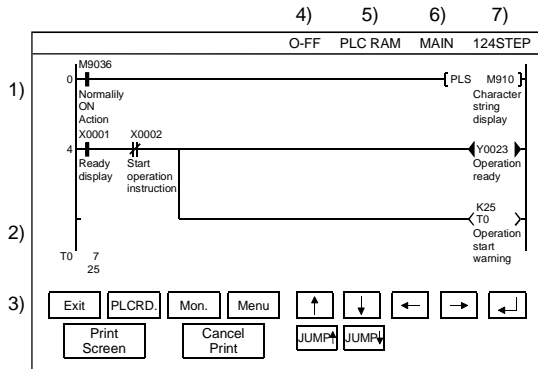 4) 5) 6) 7)
O-FF PLC RAM MAIN 124STEP
1)
M9036
0 PLS M910
Normalily
ON
Action
Character
string
display
X0001 X0002
4 Y0023
Ready
display
Start
operation
instruction
Operation
ready
K25
T0
Operation
start
warning
2)
T0 7
25
3)
Exit PLCRD. Mon. Menu ↑ ↓ ← → ↵
Print
Screen
Cancel
Print
JUMP↑ JUMP↓